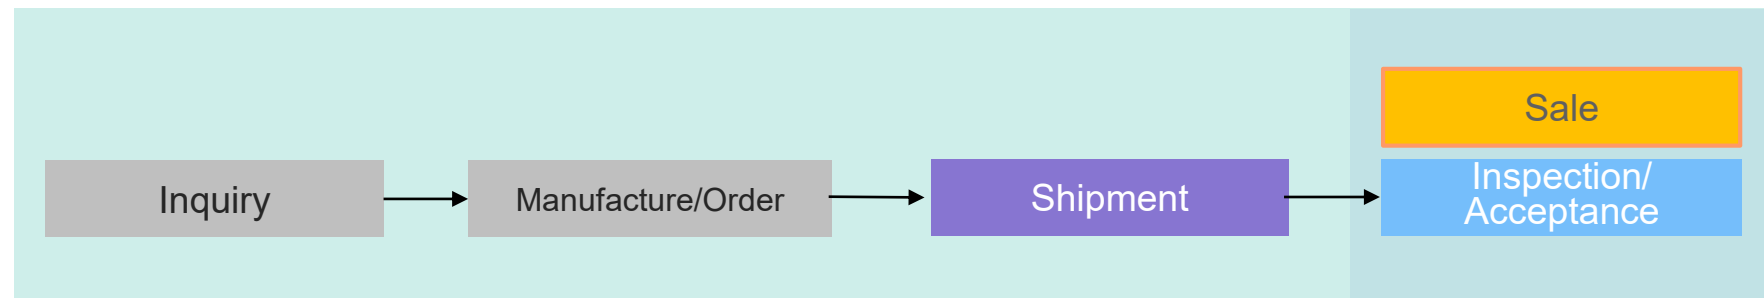 Sale
Inquiry
Manufacture/Order
Shipment
Inspection/
Acceptance